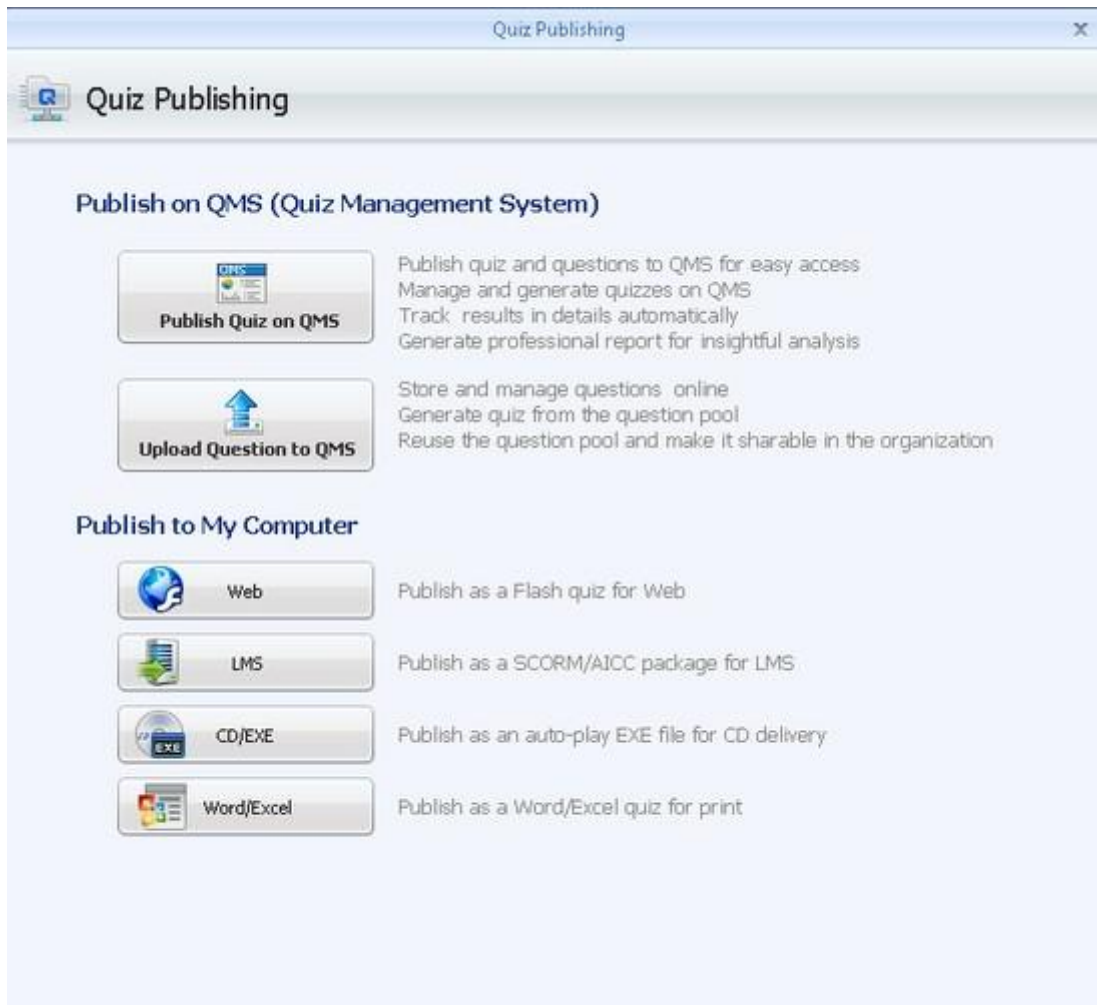 Quiz Publishing
Quiz Publishing
Publish on QMS (Quiz Management System)
QMS
Publish Quiz on QMS
Publish quiz and questions to QMS for easy access
Manage and generate quizzes on QMS
Track results in details automatically
Generate professional report for insightful analysis
Upload Question to QMS
Store and manage questions online
Generate quiz from the question pool
Reuse the question pool and make it sharable in the organization
Publish to My Computer
Web
Publish as a Flash quiz for Web
LMS
Publish as a SCORM/AICC package for LMS
EXE
CD/EXE
Publish as an auto-play EXE file for CD delivery
Word/Excel
Publish as a Word/Excel quiz for print